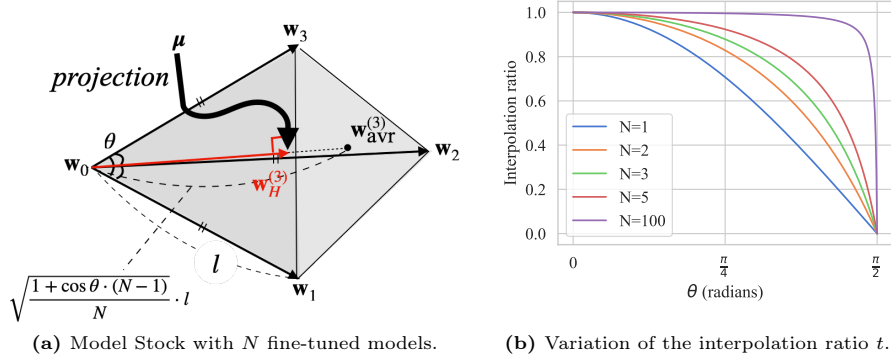 μ
projection
w₃
θ
w₀
w_avr^(3)
w₂
w_H^(3)
l
w₁
√((1 + cos θ · (N − 1))/N) · l
(a) Model Stock with N fine-tuned models.
Interpolation ratio
1.0
0.8
0.6
0.4
0.2
0.0
N=1
N=2
N=3
N=5
N=100
0
π/4
π/2
θ (radians)
(b) Variation of the interpolation ratio t.